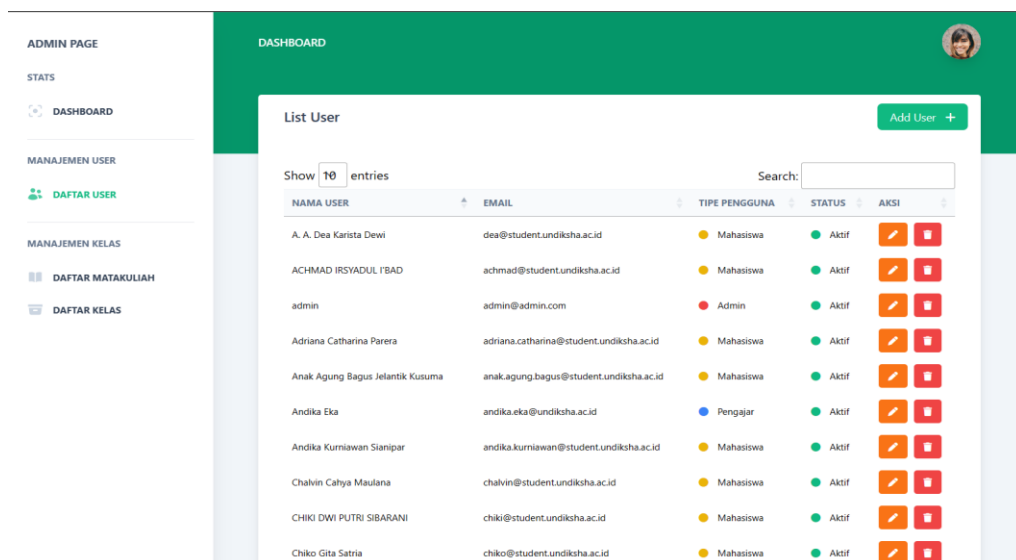 ADMIN PAGE
STATS
DASHBOARD
MANAJEMEN USER
DAFTAR USER
MANAJEMEN KELAS
DAFTAR MATAKULIAH
DAFTAR KELAS
DASHBOARD
List User
Add User +
Show 10 entries
Search:
NAMA USER EMAIL TIPE PENGGUNA STATUS AKSI
A. A. Dea Karista Dewi dea@student.undiksha.ac.id Mahasiswa Aktif
ACHMAD IRSYADUL I'BAD achmad@student.undiksha.ac.id Mahasiswa Aktif
admin admin@admin.com Admin Aktif
Adriana Catharina Parera adriana.catharina@student.undiksha.ac.id Mahasiswa Aktif
Anak Agung Bagus Jelantik Kusuma anak.agung.bagus@student.undiksha.ac.id Mahasiswa Aktif
Andika Eka andika.eka@undiksha.ac.id Pengajar Aktif
Andika Kurniawan Sianipar andika.kurniawan@student.undiksha.ac.id Mahasiswa Aktif
Chalvin Cahya Maulana chalvin@student.undiksha.ac.id Mahasiswa Aktif
CHIKI DWI PUTRI SIBARANI chiki@student.undiksha.ac.id Mahasiswa Aktif
Chiko Gita Satria chiko@student.undiksha.ac.id Mahasiswa Aktif